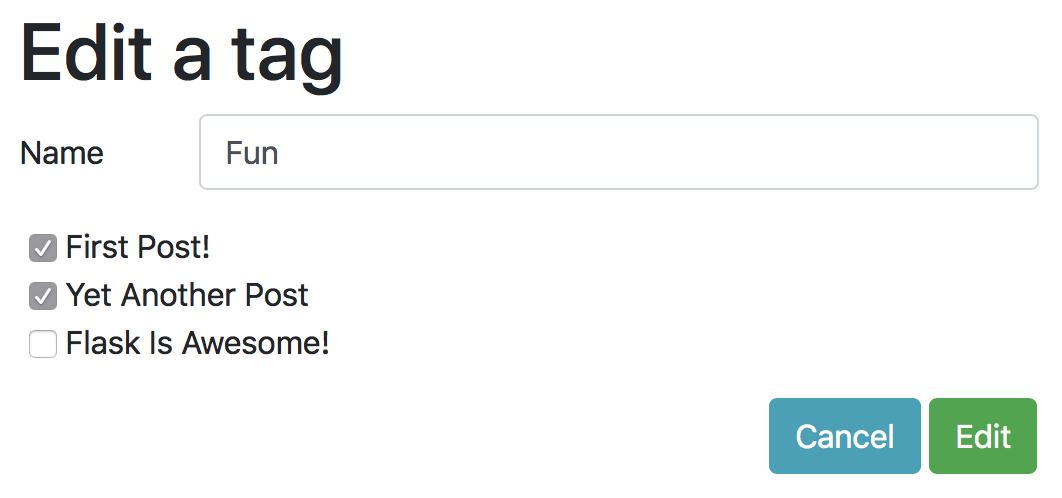 Edit a tag
Name Fun
First Post!
Yet Another Post
Flask Is Awesome!
Cancel Edit